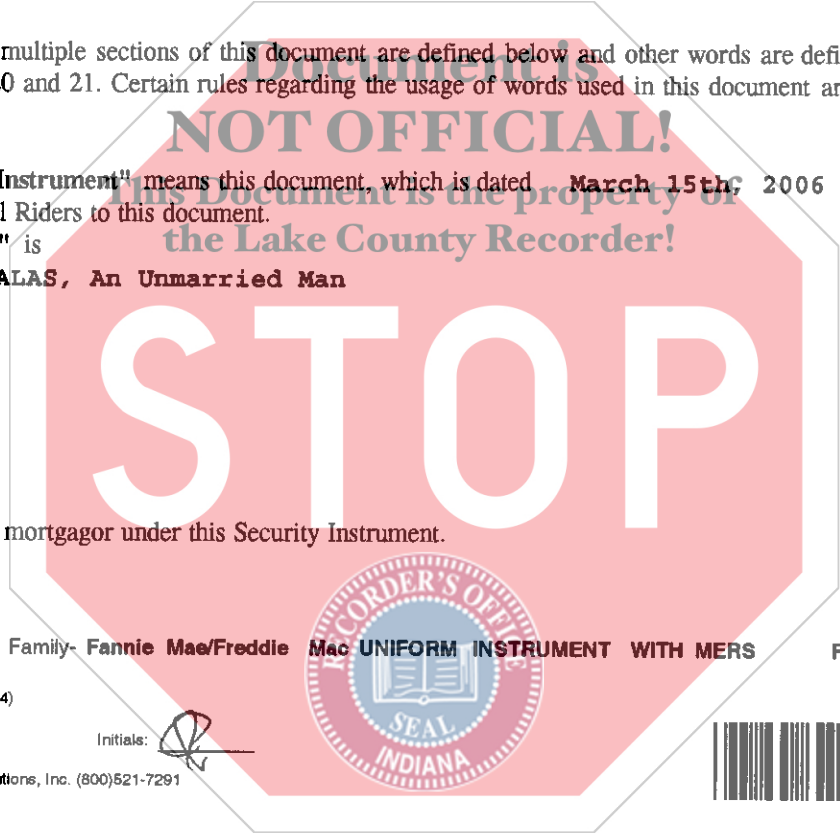 multiple sections of this document are defined below and other words are defi
0 and 21. Certain rules regarding the usage of words used in this document ar
Document is
NOT OFFICIAL!
This Document is the property of
the Lake County Recorder!
Instrument" means this document, which is dated March 15th, 2006
l Riders to this document.
" is
ALAS, An Unmarried Man
STOP
mortgagor under this Security Instrument.
RECORDER'S OFFICE
SEAL
INDIANA
Family- Fannie Mae/Freddie Mac UNIFORM INSTRUMENT WITH MERS F
4)
Initials:
tions, Inc. (800)521-7291